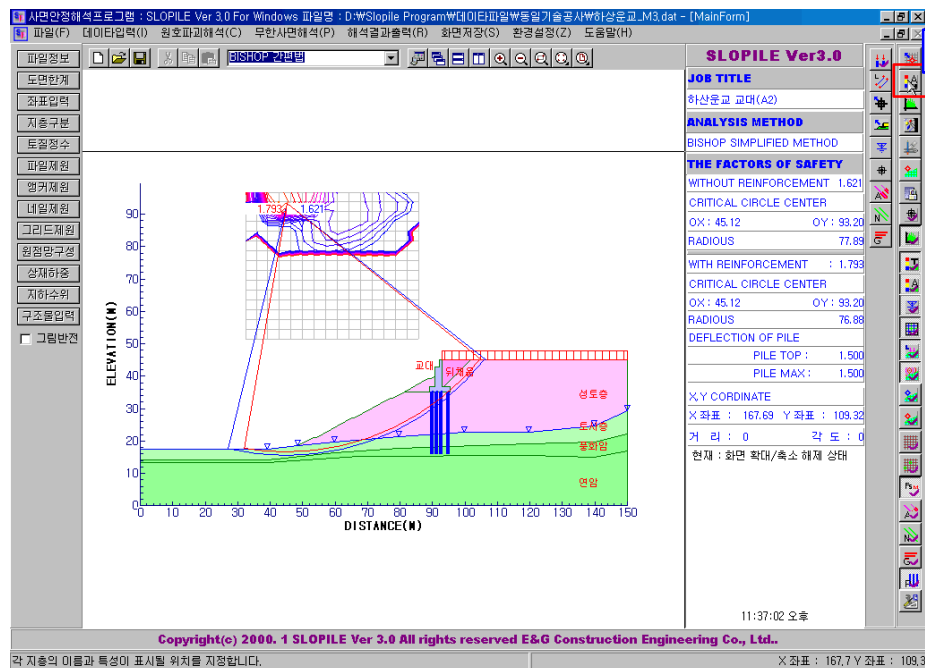 사면안정해석프로그램 : SLOPILE Ver 3.0 For Windows 파일명 : D:₩Slopile Program₩데이타파일₩동일기술공사₩하상운교_M3.dat - [MainForm]
파일(F) 데이타입력(I) 원호파괴해석(C) 무한사면해석(P) 해석결과출력(R) 화면저장(S) 환경설정(Z) 도움말(H)
BISHOP 간편법
파일정보
도면한계
좌표입력
지층구분
토질정수
파일제원
앵커제원
네일제원
그리드제원
원점망구성
상재하중
지하수위
구조물입력
그림반전
1.793 1.621
90
80
70
60
50
40
30
20
10
0
ELEVATION(M)
교대 뒤채움
성토층
토사층
풍화암
연암
0 10 20 30 40 50 60 70 80 90 100 110 120 130 140 150
DISTANCE(M)
SLOPILE Ver3.0
JOB TITLE
하산운교 교대(A2)
ANALYSIS METHOD
BISHOP SIMPLIFIED METHOD
THE FACTORS OF SAFETY
WITHOUT REINFORCEMENT 1.621
CRITICAL CIRCLE CENTER
OX : 45.12 OY : 93.20
RADIOUS 77.89
WITH REINFORCEMENT : 1.793
CRITICAL CIRCLE CENTER
OX : 45.12 OY : 93.20
RADIOUS 76.88
DEFLECTION OF PILE
PILE TOP : 1.500
PILE MAX : 1.500
X,Y CORDINATE
X 좌표 : 167.69 Y 좌표 : 109.32
거 리 : 0 각 도 : 0
현재 : 화면 확대/축소 해제 상태
11:37:02 오후
Copyright(c) 2000. 1 SLOPILE Ver 3.0 All rights reserved E&G Construction Engineering Co., Ltd..
각 지층의 이름과 특성이 표시될 위치를 지정합니다.
X 좌표 : 167,7 Y 좌표 : 109,3